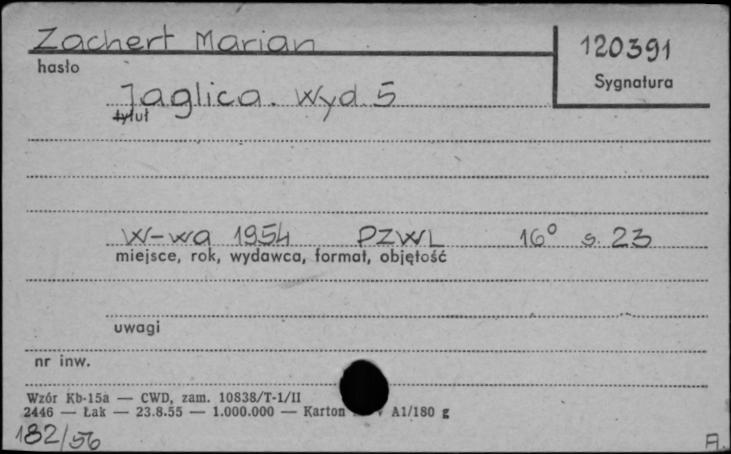 Zachert Marian
120391
hasło
Sygnatura
Jaglica. Wyd. 5
tytuł
W-wa 1954 PZWL 16° s. 23
miejsce, rok, wydawca, format, objętość
uwagi
nr inw.
Wzór Kb-15a — CWD, zam. 10838/T-1/II
2446 — Łak — 23.8.55 — 1.000.000 — Karton V A1/180 g
182/56
A.